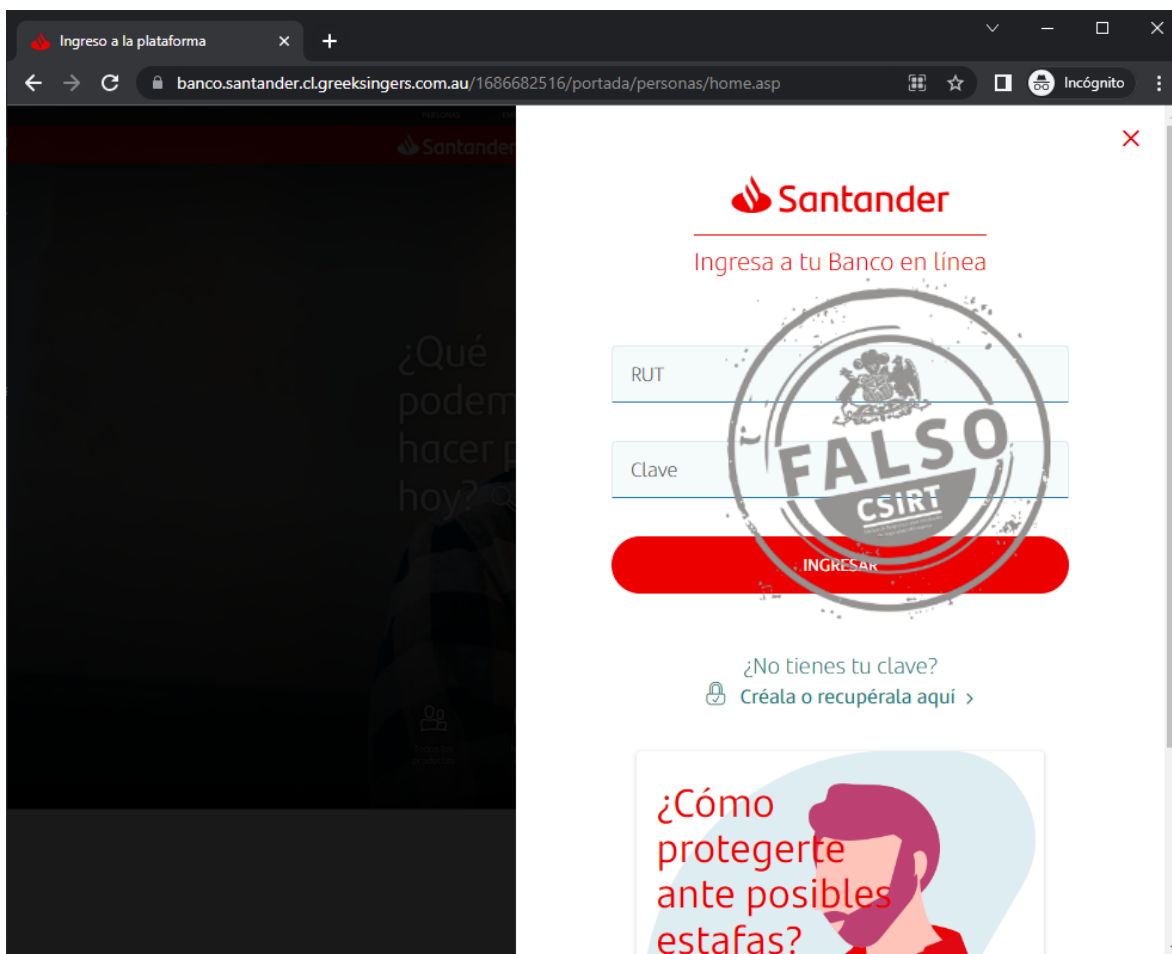 Ingreso a la plataforma
banco.santander.cl.greeksingers.com.au/1686682516/portada/personas/home.asp
Incógnito
PERSONAS
Santander
¿Qué
podem
hacer p
hoy?
Santander
Ingresa a tu Banco en línea
RUT
Clave
FALSO
CSIRT
INGRESAR
¿No tienes tu clave?
Créala o recupérala aquí >
¿Cómo
protegerte
ante posibles
estafas?